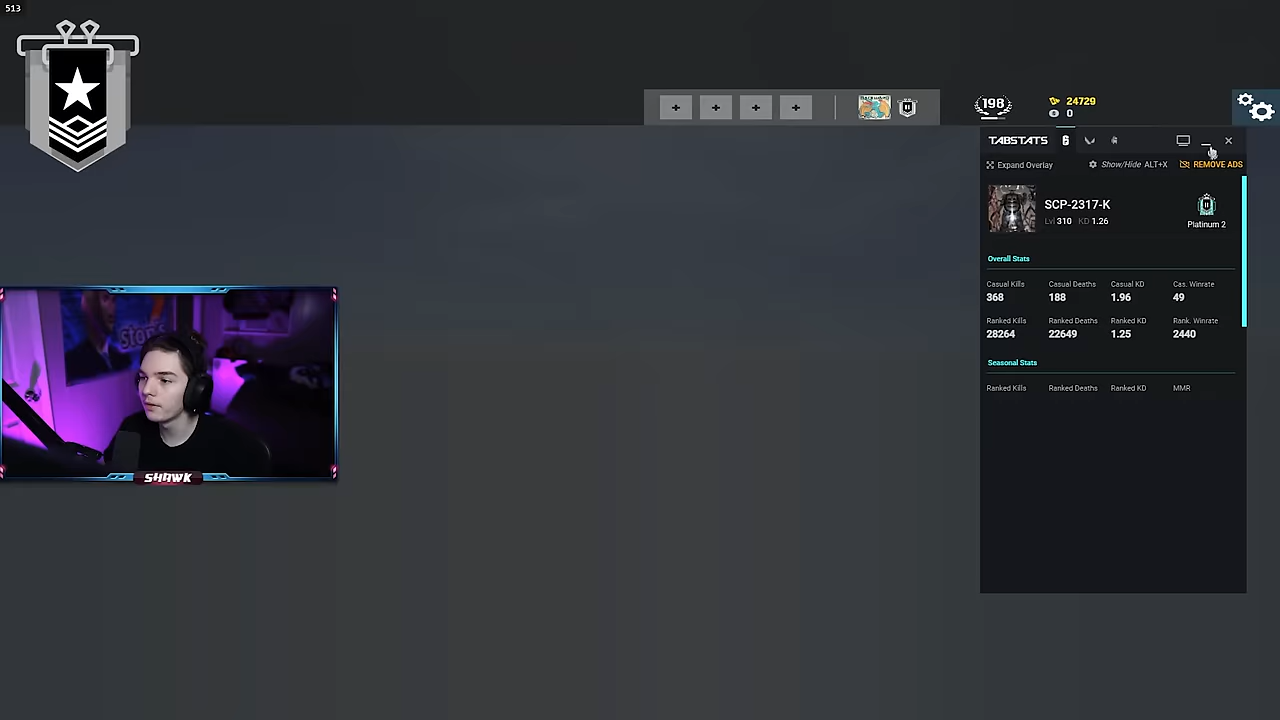 513
+ + + +
198
24729
0
TABSTATS 6
Expand Overlay
Show/Hide ALT+X
REMOVE ADS
SCP-2317-K
Lvl 310 KD 1.26
Platinum 2
Overall Stats
Casual Kills Casual Deaths Casual KD Cas. Winrate
368 188 1.96 49
Ranked Kills Ranked Deaths Ranked KD Rank. Winrate
28264 22649 1.25 2440
Seasonal Stats
Ranked Kills Ranked Deaths Ranked KD MMR
SHAWK